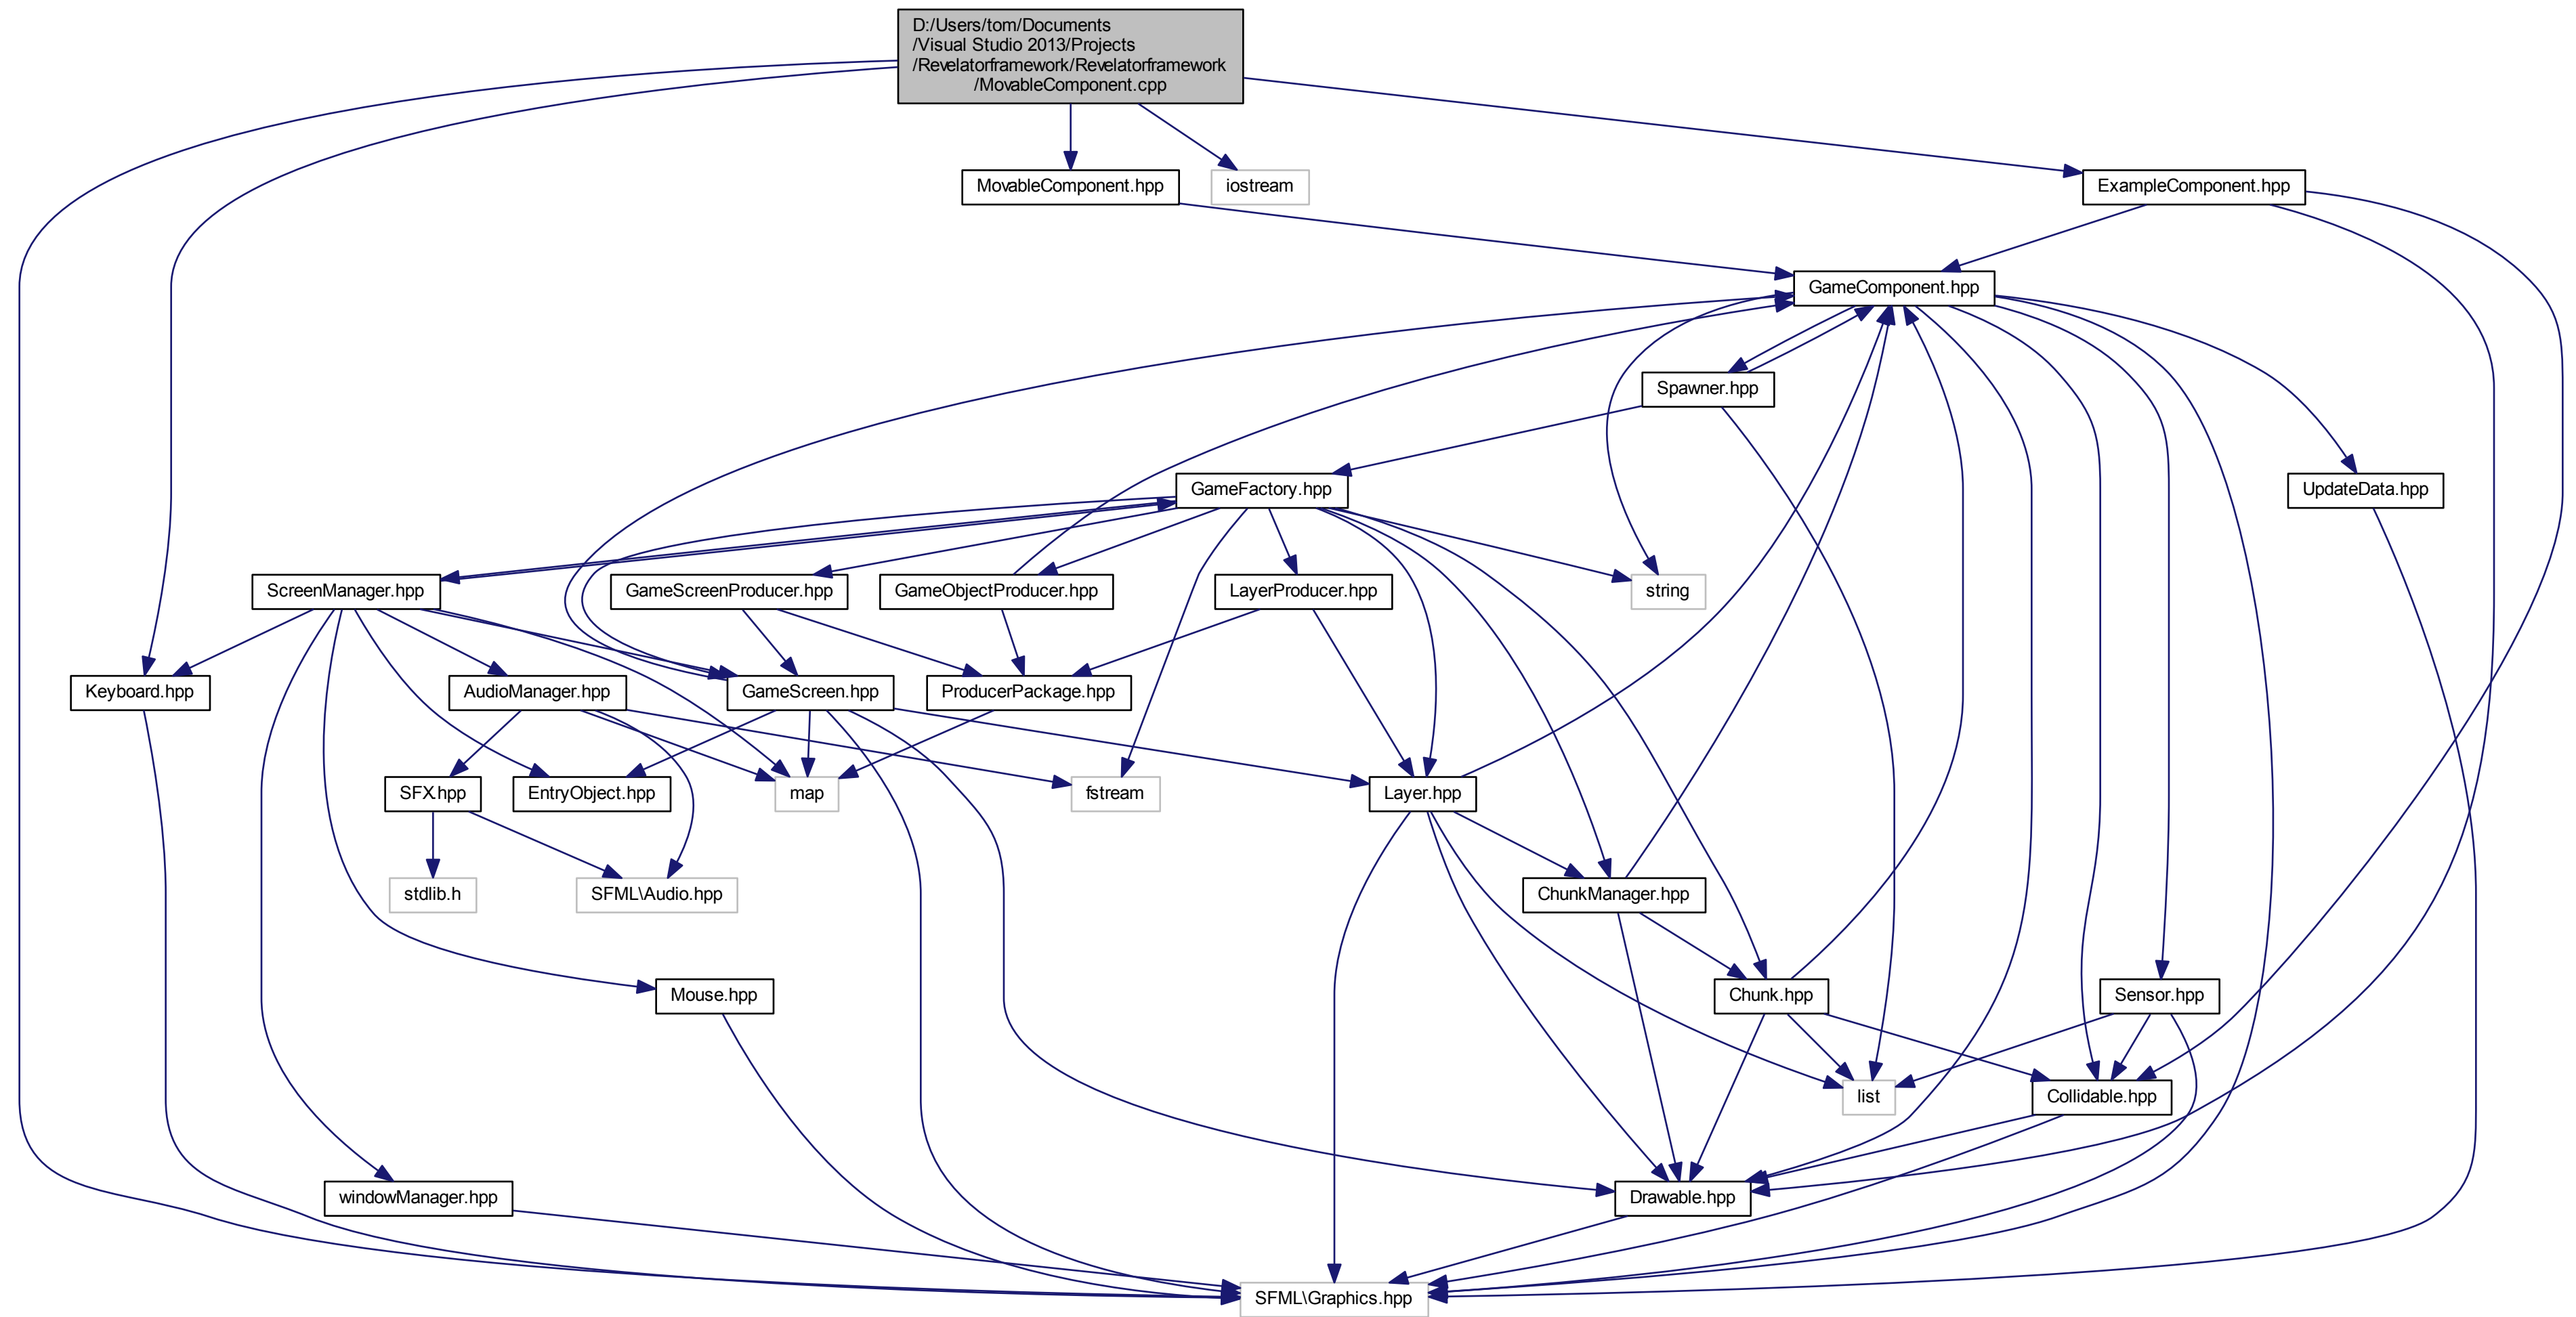 D:/Users/tom/Documents
/Visual Studio 2013/Projects
/Revelatorframework/Revelatorframework
/MovableComponent.cpp
MovableComponent.hpp
iostream
ExampleComponent.hpp
GameComponent.hpp
Spawner.hpp
GameFactory.hpp
UpdateData.hpp
ScreenManager.hpp
GameScreenProducer.hpp
GameObjectProducer.hpp
LayerProducer.hpp
string
Keyboard.hpp
AudioManager.hpp
GameScreen.hpp
ProducerPackage.hpp
SFX.hpp
EntryObject.hpp
map
fstream
Layer.hpp
stdlib.h
SFML\Audio.hpp
ChunkManager.hpp
Mouse.hpp
Chunk.hpp
Sensor.hpp
list
Collidable.hpp
windowManager.hpp
Drawable.hpp
SFML\Graphics.hpp